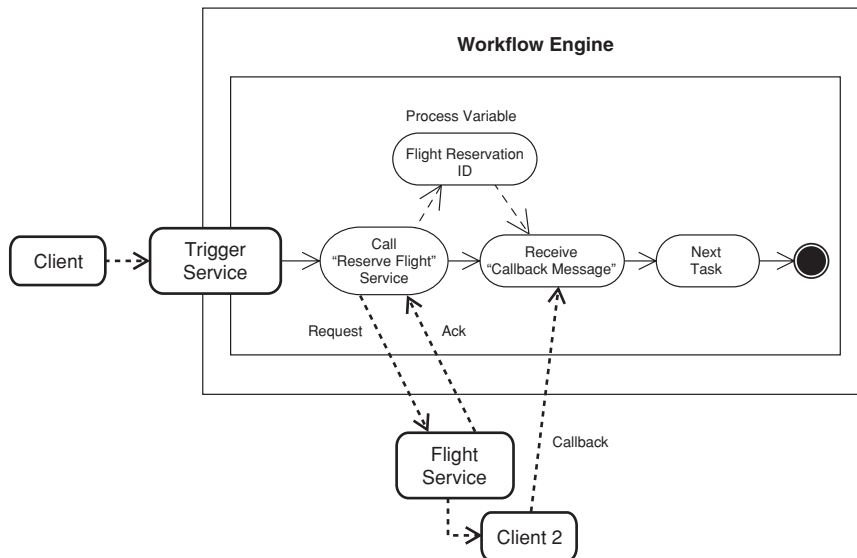 Workflow Engine
Process Variable
Flight Reservation
ID
Client
Trigger
Service
Call
“Reserve Flight”
Service
Receive
“Callback Message”
Next
Task
Request
Ack
Flight
Service
Callback
Client 2